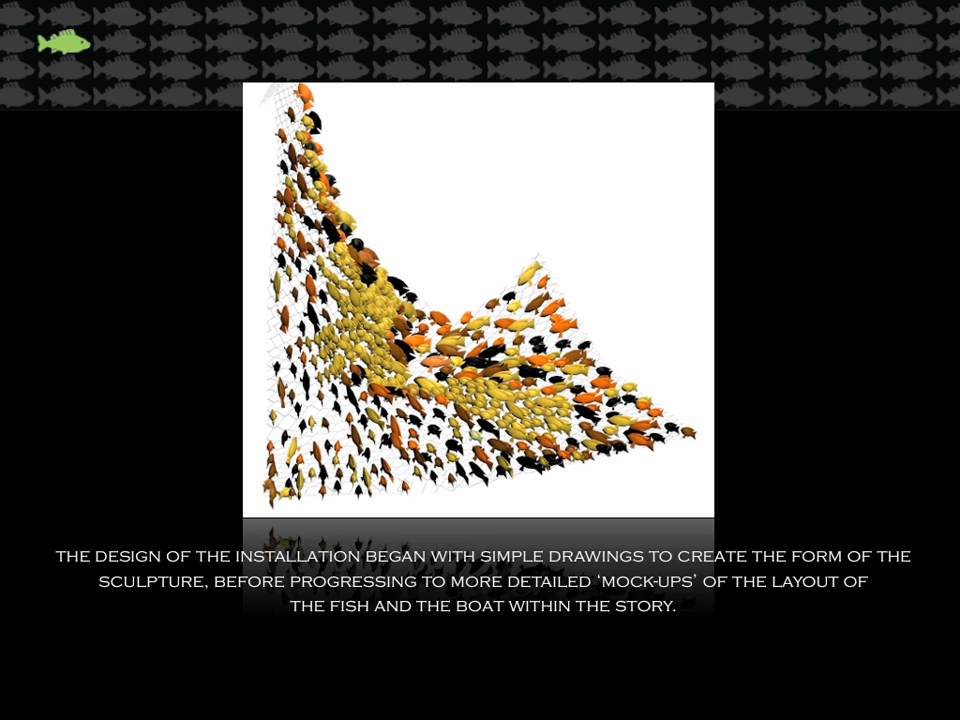 THE DESIGN OF THE INSTALLATION BEGAN WITH SIMPLE DRAWINGS TO CREATE THE FORM OF THE
SCULPTURE, BEFORE PROGRESSING TO MORE DETAILED ‘MOCK-UPS’ OF THE LAYOUT OF
THE FISH AND THE BOAT WITHIN THE STORY.